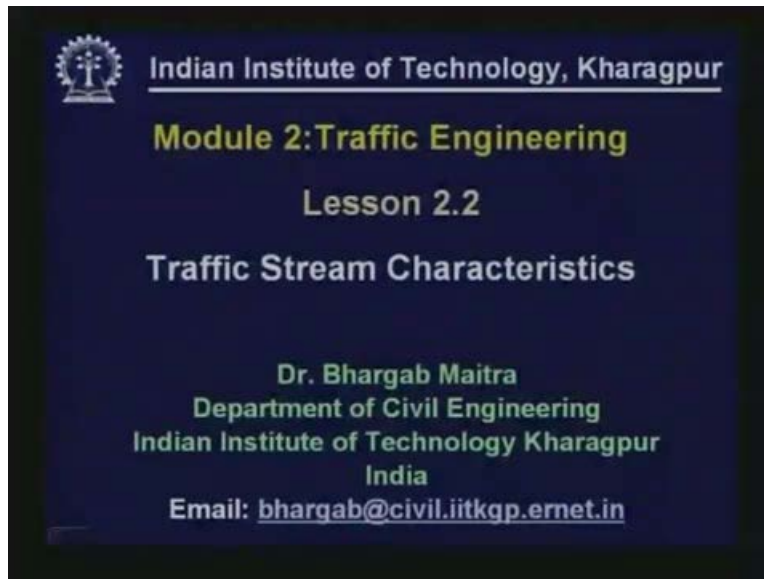 Indian Institute of Technology, Kharagpur
Module 2:Traffic Engineering
Lesson 2.2
Traffic Stream Characteristics
Dr. Bhargab Maitra
Department of Civil Engineering
Indian Institute of Technology Kharagpur
India
Email: bhargab@civil.iitkgp.ernet.in